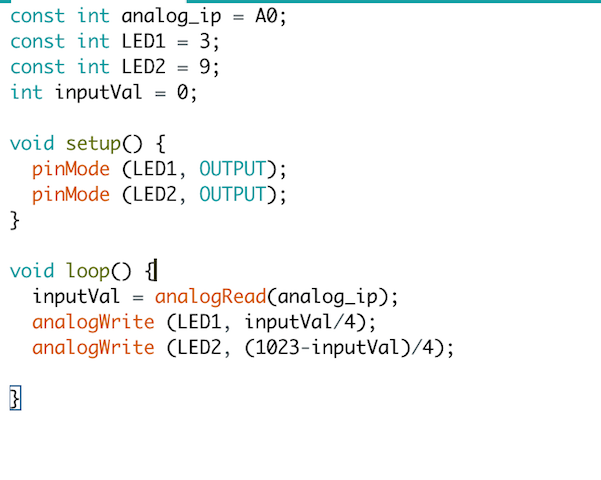 const int analog_ip = A0;
const int LED1 = 3;
const int LED2 = 9;
int inputVal = 0;
void setup() {
pinMode (LED1, OUTPUT);
pinMode (LED2, OUTPUT);
}
void loop() {
inputVal = analogRead(analog_ip);
analogWrite (LED1, inputVal/4);
analogWrite (LED2, (1023-inputVal)/4);
}